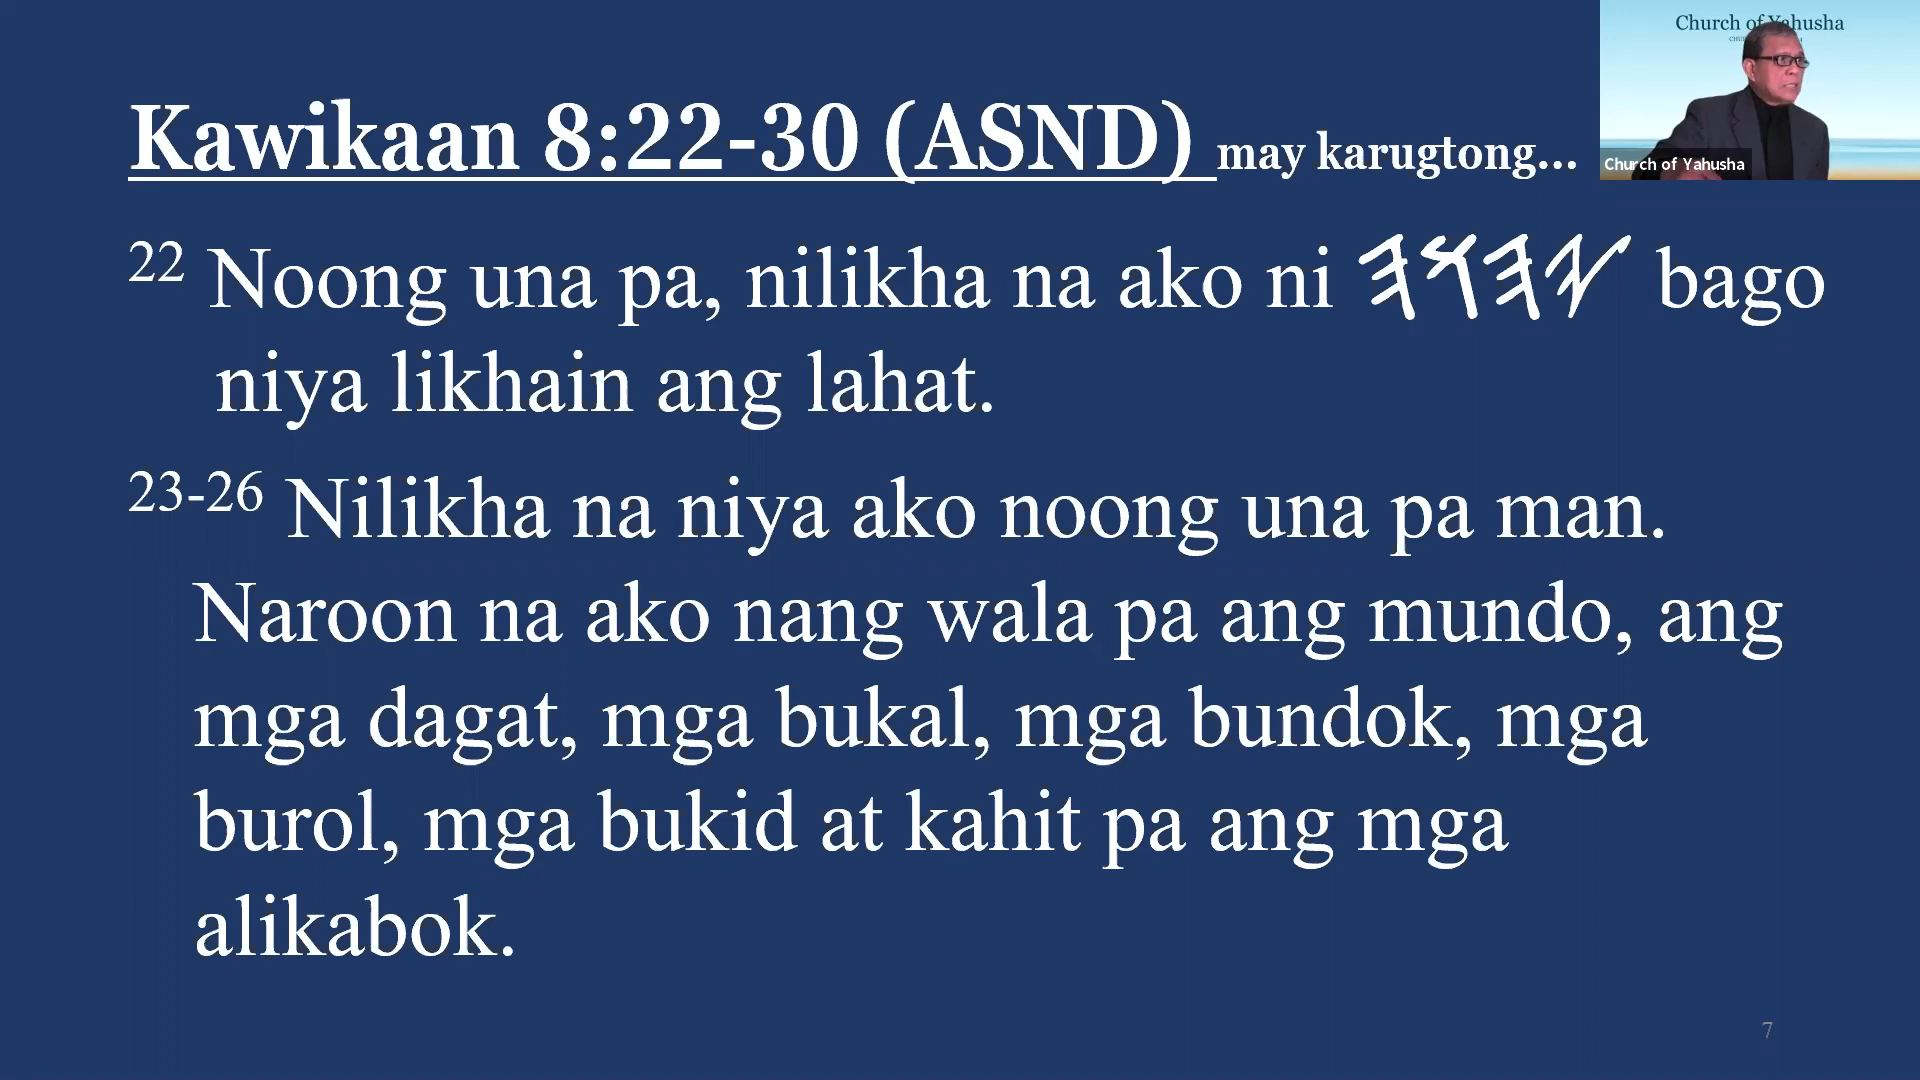 Church of Yahusha
Kawikaan 8:22-30 (ASND) may karugtong...
Church of Yahusha
22 Noong una pa, nilikha na ako ni 𐤉𐤄𐤅𐤄 bago
niya likhain ang lahat.
23-26 Nilikha na niya ako noong una pa man.
Naroon na ako nang wala pa ang mundo, ang
mga dagat, mga bukal, mga bundok, mga
burol, mga bukid at kahit pa ang mga
alikabok.
7